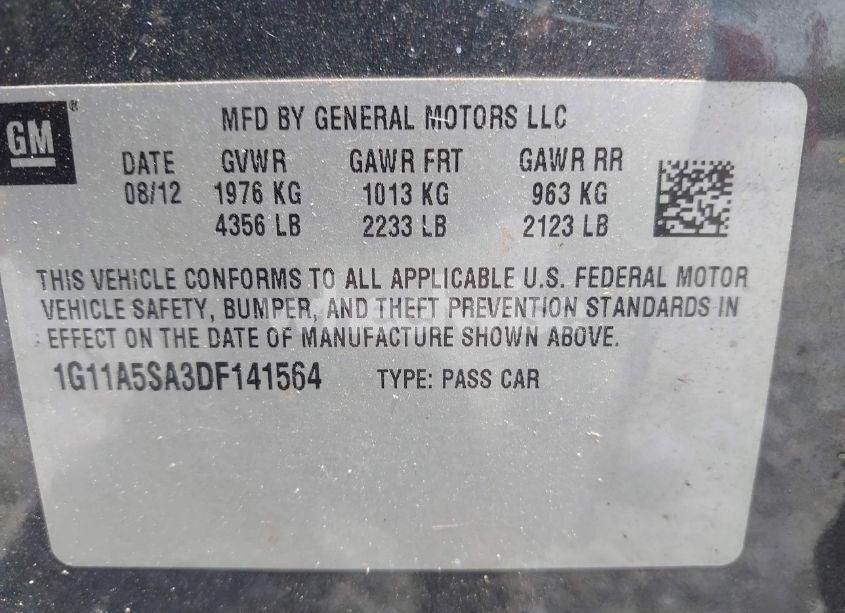 GM®
MFD BY GENERAL MOTORS LLC
DATE GVWR GAWR FRT GAWR RR
08/12 1976 KG 1013 KG 963 KG
4356 LB 2233 LB 2123 LB
THIS VEHICLE CONFORMS TO ALL APPLICABLE U.S. FEDERAL MOTOR
VEHICLE SAFETY, BUMPER, AND THEFT PREVENTION STANDARDS IN
EFFECT ON THE DATE OF MANUFACTURE SHOWN ABOVE.
1G11A5SA3DF141564 TYPE: PASS CAR